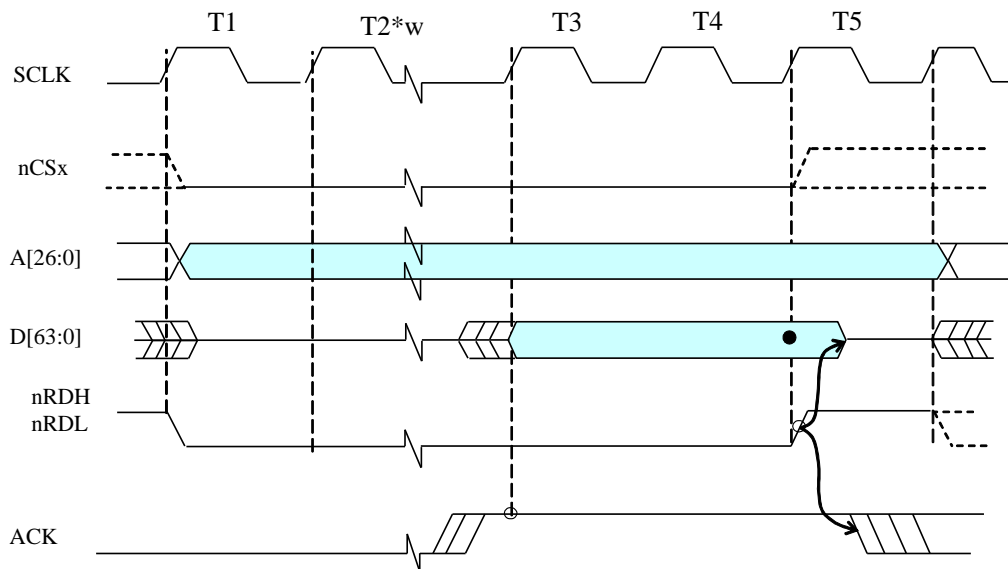 T1 T2*w T3 T4 T5
SCLK
nCSx
A[26:0]
D[63:0]
nRDH
nRDL
ACK